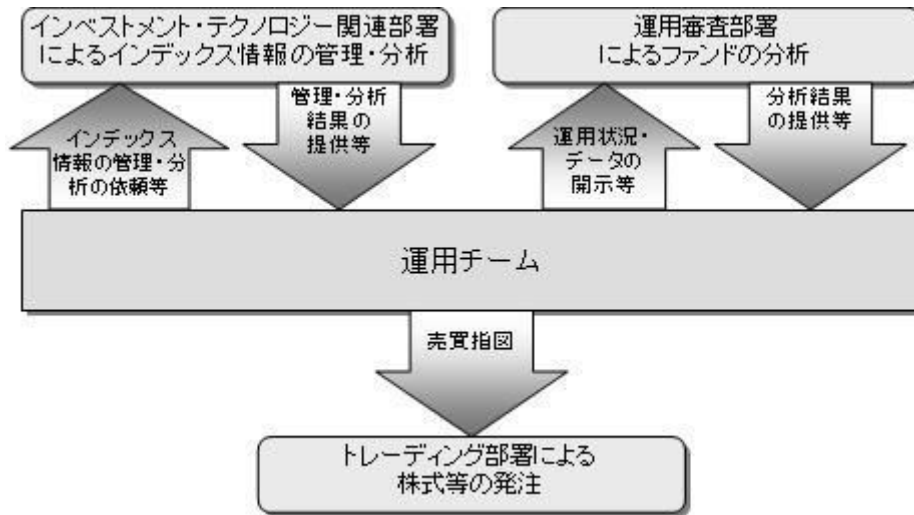 インベストメント・テクノロジー関連部署
によるインデックス情報の管理・分析
運用審査部署
によるファンドの分析
インデックス
情報の管理・分
析の依頼等
管理・分析
結果の
提供等
運用状況・
データの
開示等
分析結果
の提供等
運用チーム
売買指図
トレーディング部署による
株式等の発注